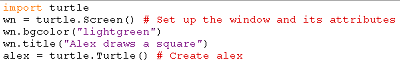 import turtle
wn = turtle.Screen() # Set up the window and its attributes
wn.bgcolor("lightgreen")
wn.title("Alex draws a square")
alex = turtle.Turtle() # Create alex